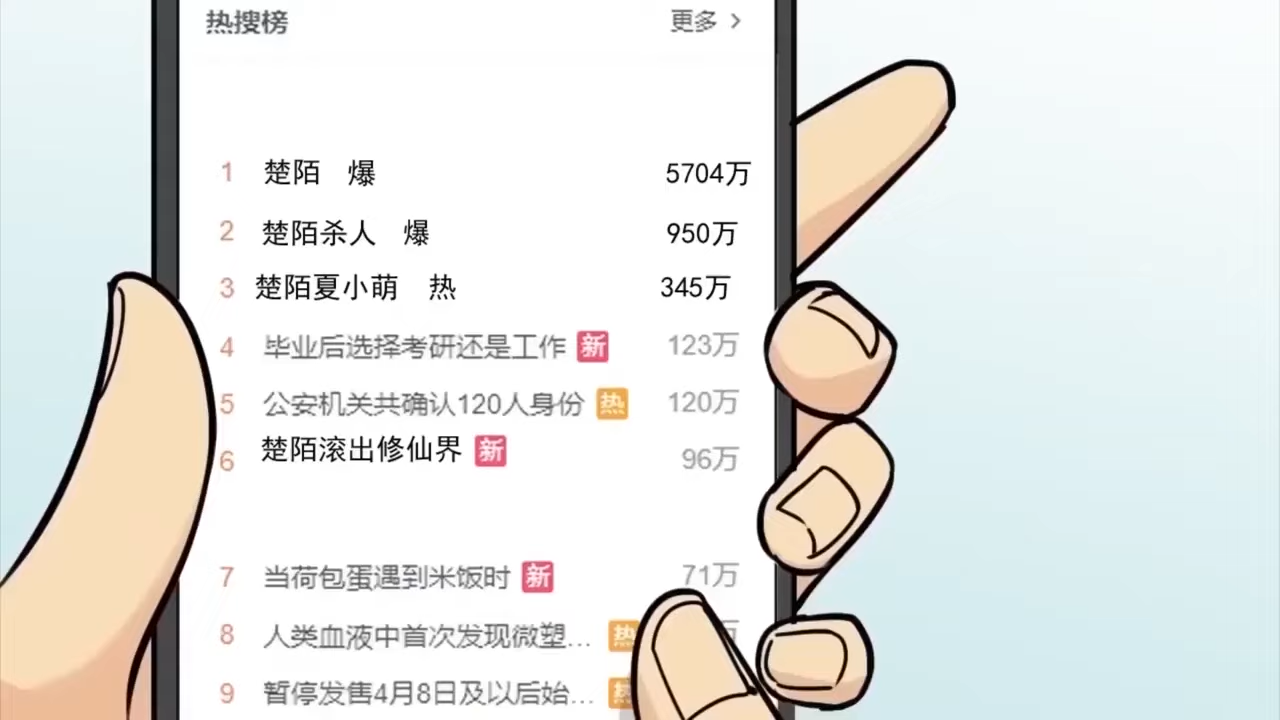 热搜榜 更多 >
1 楚陌 爆 5704万
2 楚陌杀人 爆 950万
3 楚陌夏小萌 热 345万
4 毕业后选择考研还是工作 新 123万
5 公安机关共确认120人身份 热 120万
6 楚陌滚出修仙界 新 96万
7 当荷包蛋遇到米饭时 新 71万
8 人类血液中首次发现微塑... 热 万
9 暂停发售4月8日及以后始... 热